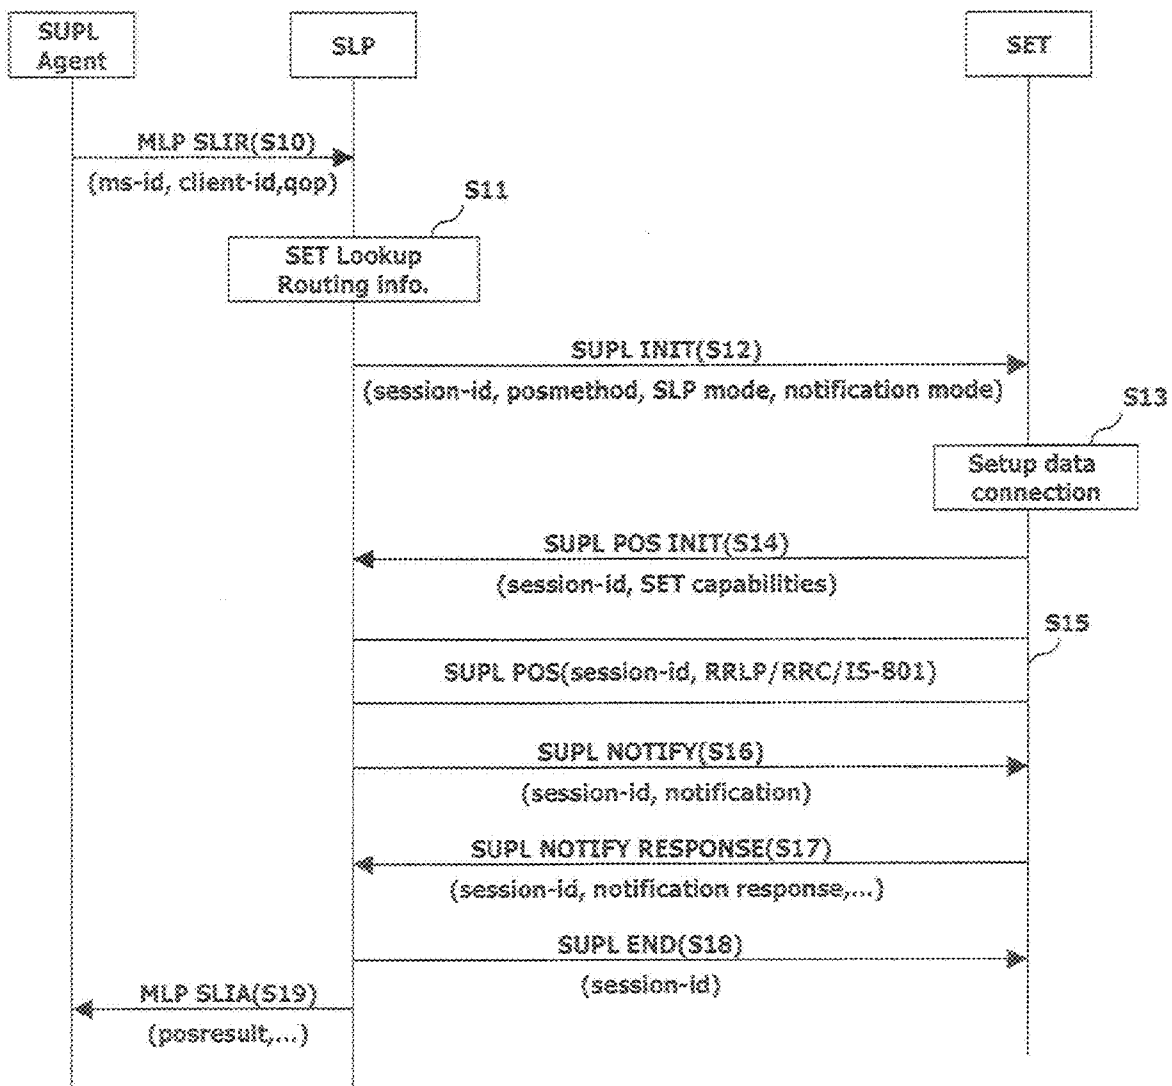 SUPL
Agent
SLP
SET
MLP SLIR(S10)
(ms-id, client-id,qop)
S11
SET Lookup
Routing info.
SUPL INIT(S12)
(session-id, posmethod, SLP mode, notification mode)
S13
Setup data
connection
SUPL POS INIT(S14)
(session-id, SET capabilities)
S15
SUPL POS(session-id, RRLP/RRC/IS-801)
SUPL NOTIFY(S16)
(session-id, notification)
SUPL NOTIFY RESPONSE(S17)
(session-id, notification response,...)
SUPL END(S18)
(session-id)
MLP SLIA(S19)
(posresult,...)